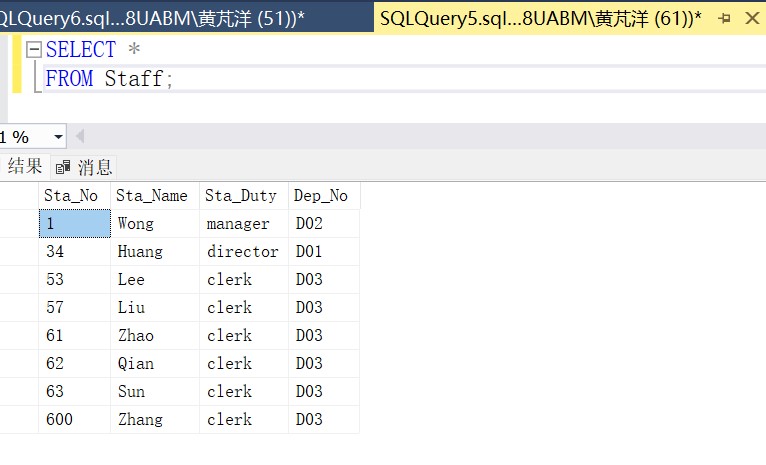 QLQuery6.sql...8UABM\黄芃洋 (51))* SQLQuery5.sql...8UABM\黄芃洋 (61))*
SELECT *
FROM Staff;
1 %
结果 消息
Sta_No Sta_Name Sta_Duty Dep_No
1 Wong manager D02
34 Huang director D01
53 Lee clerk D03
57 Liu clerk D03
61 Zhao clerk D03
62 Qian clerk D03
63 Sun clerk D03
600 Zhang clerk D03